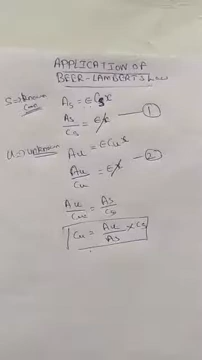 APPLICATION OF
BEER-LAMBERTS Law
S => Known
Conc
As = ∈Csx
As/Cs = ∈x — ①
U => unknown
Au = ∈Cux
Au/Cu = ∈x — ②
Au/Cu = As/Cs
Cu = Au/As × Cs